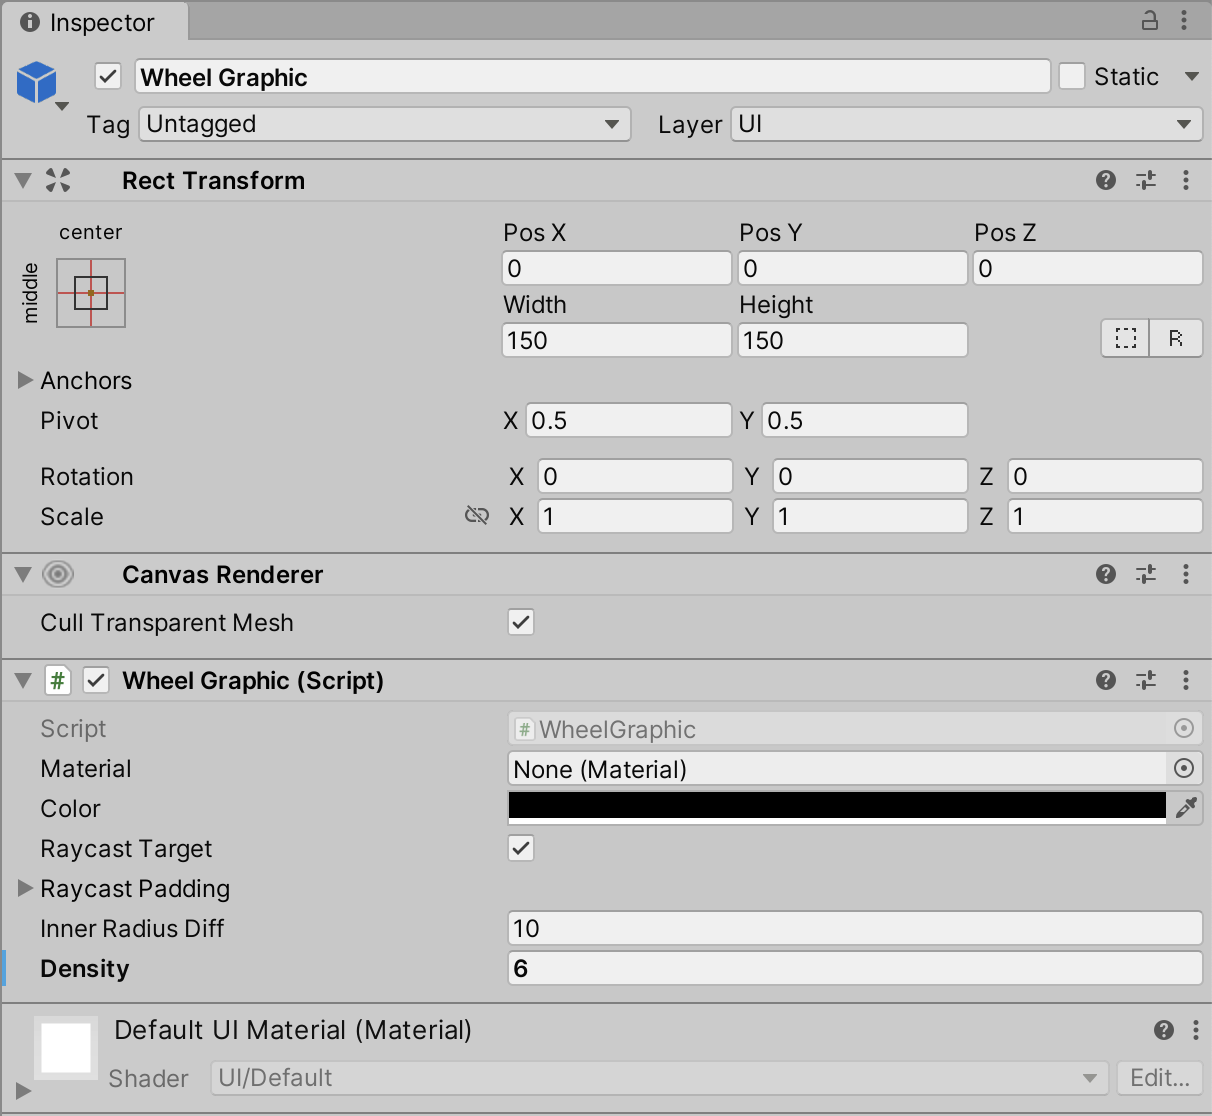 Inspector
Wheel Graphic Static
Tag Untagged Layer UI
Rect Transform
center
middle
Pos X Pos Y Pos Z
0 0 0
Width Height
150 150
R
Anchors
Pivot X 0.5 Y 0.5
Rotation X 0 Y 0 Z 0
Scale X 1 Y 1 Z 1
Canvas Renderer
Cull Transparent Mesh
# Wheel Graphic (Script)
Script # WheelGraphic
Material None (Material)
Color
Raycast Target
Raycast Padding
Inner Radius Diff 10
Density 6
Default UI Material (Material)
Shader UI/Default Edit...